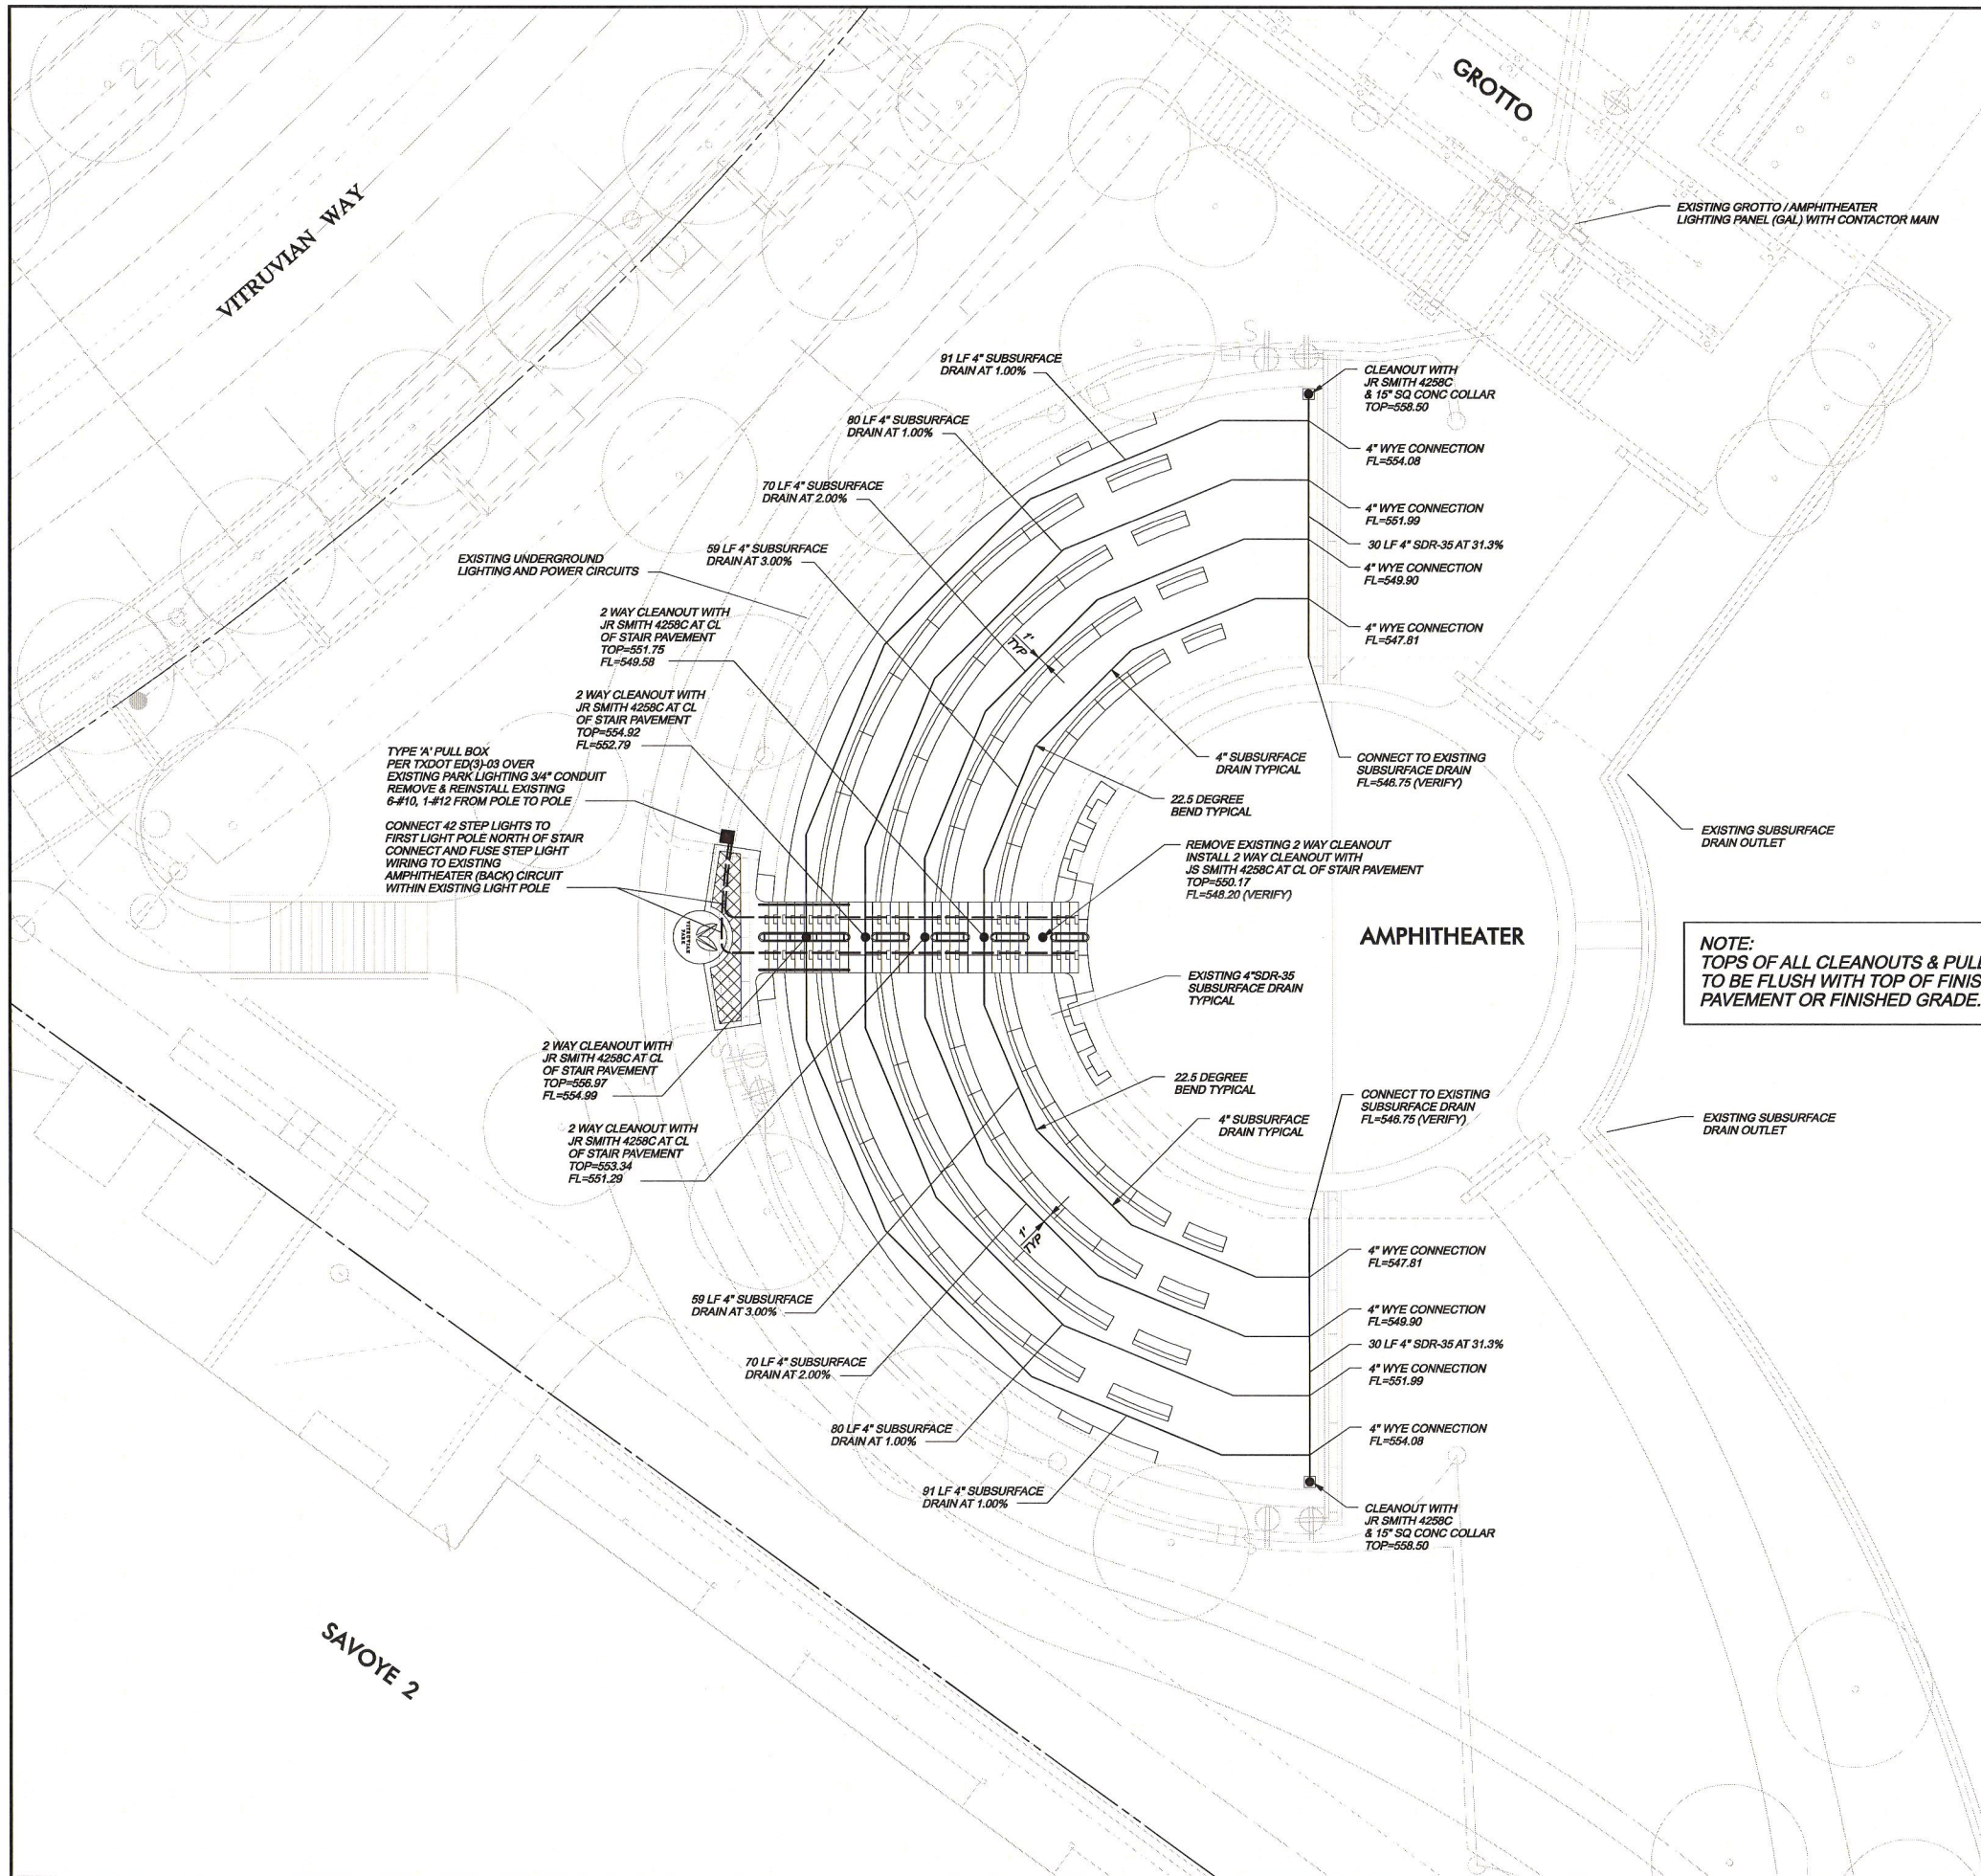 GROTTO
VITRUVIAN WAY
EXISTING GROTTO / AMPHITHEATER
LIGHTING PANEL (GAL) WITH CONTACTOR MAIN
91 LF 4" SUBSURFACE
DRAIN AT 1.00%
80 LF 4" SUBSURFACE
DRAIN AT 1.00%
70 LF 4" SUBSURFACE
DRAIN AT 2.00%
59 LF 4" SUBSURFACE
DRAIN AT 3.00%
EXISTING UNDERGROUND
LIGHTING AND POWER CIRCUITS
2 WAY CLEANOUT WITH
JR SMITH 4258C AT CL
OF STAIR PAVEMENT
TOP=551.75
FL=549.58
2 WAY CLEANOUT WITH
JR SMITH 4258C AT CL
OF STAIR PAVEMENT
TOP=554.92
FL=552.79
TYPE 'A' PULL BOX
PER TXDOT ED(3)-03 OVER
EXISTING PARK LIGHTING 3/4" CONDUIT
REMOVE & REINSTALL EXISTING
6-#10, 1-#12 FROM POLE TO POLE
CONNECT 42 STEP LIGHTS TO
FIRST LIGHT POLE NORTH OF STAIR
CONNECT AND FUSE STEP LIGHT
WIRING TO EXISTING
AMPHITHEATER (BACK) CIRCUIT
WITHIN EXISTING LIGHT POLE
CLEANOUT WITH
JR SMITH 4258C
& 15" SQ CONC COLLAR
TOP=558.50
4" WYE CONNECTION
FL=554.08
4" WYE CONNECTION
FL=551.99
30 LF 4" SDR-35 AT 31.3%
4" WYE CONNECTION
FL=549.90
4" WYE CONNECTION
FL=547.81
1'
TYP
4" SUBSURFACE
DRAIN TYPICAL
CONNECT TO EXISTING
SUBSURFACE DRAIN
FL=546.75 (VERIFY)
22.5 DEGREE
BEND TYPICAL
EXISTING SUBSURFACE
DRAIN OUTLET
REMOVE EXISTING 2 WAY CLEANOUT
INSTALL 2 WAY CLEANOUT WITH
JS SMITH 4258C AT CL OF STAIR PAVEMENT
TOP=550.17
FL=548.20 (VERIFY)
VITRUVIAN
PARK
AMPHITHEATER
NOTE:
TOPS OF ALL CLEANOUTS & PULL
TO BE FLUSH WITH TOP OF FINIS
PAVEMENT OR FINISHED GRADE.
EXISTING 4"SDR-35
SUBSURFACE DRAIN
TYPICAL
2 WAY CLEANOUT WITH
JR SMITH 4258C AT CL
OF STAIR PAVEMENT
TOP=556.97
FL=554.99
2 WAY CLEANOUT WITH
JR SMITH 4258C AT CL
OF STAIR PAVEMENT
TOP=553.34
FL=551.29
22.5 DEGREE
BEND TYPICAL
4" SUBSURFACE
DRAIN TYPICAL
CONNECT TO EXISTING
SUBSURFACE DRAIN
FL=546.75 (VERIFY)
EXISTING SUBSURFACE
DRAIN OUTLET
1'
TYP
59 LF 4" SUBSURFACE
DRAIN AT 3.00%
70 LF 4" SUBSURFACE
DRAIN AT 2.00%
80 LF 4" SUBSURFACE
DRAIN AT 1.00%
91 LF 4" SUBSURFACE
DRAIN AT 1.00%
4" WYE CONNECTION
FL=547.81
4" WYE CONNECTION
FL=549.90
30 LF 4" SDR-35 AT 31.3%
4" WYE CONNECTION
FL=551.99
4" WYE CONNECTION
FL=554.08
CLEANOUT WITH
JR SMITH 4258C
& 15" SQ CONC COLLAR
TOP=558.50
SAVOYE 2